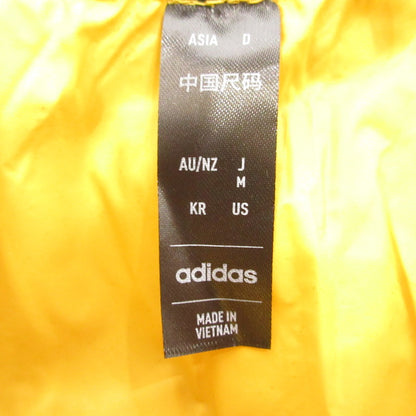 ASIA D
中国尺码
AU/NZ J
M
KR US
adidas
MADE IN
VIETNAM